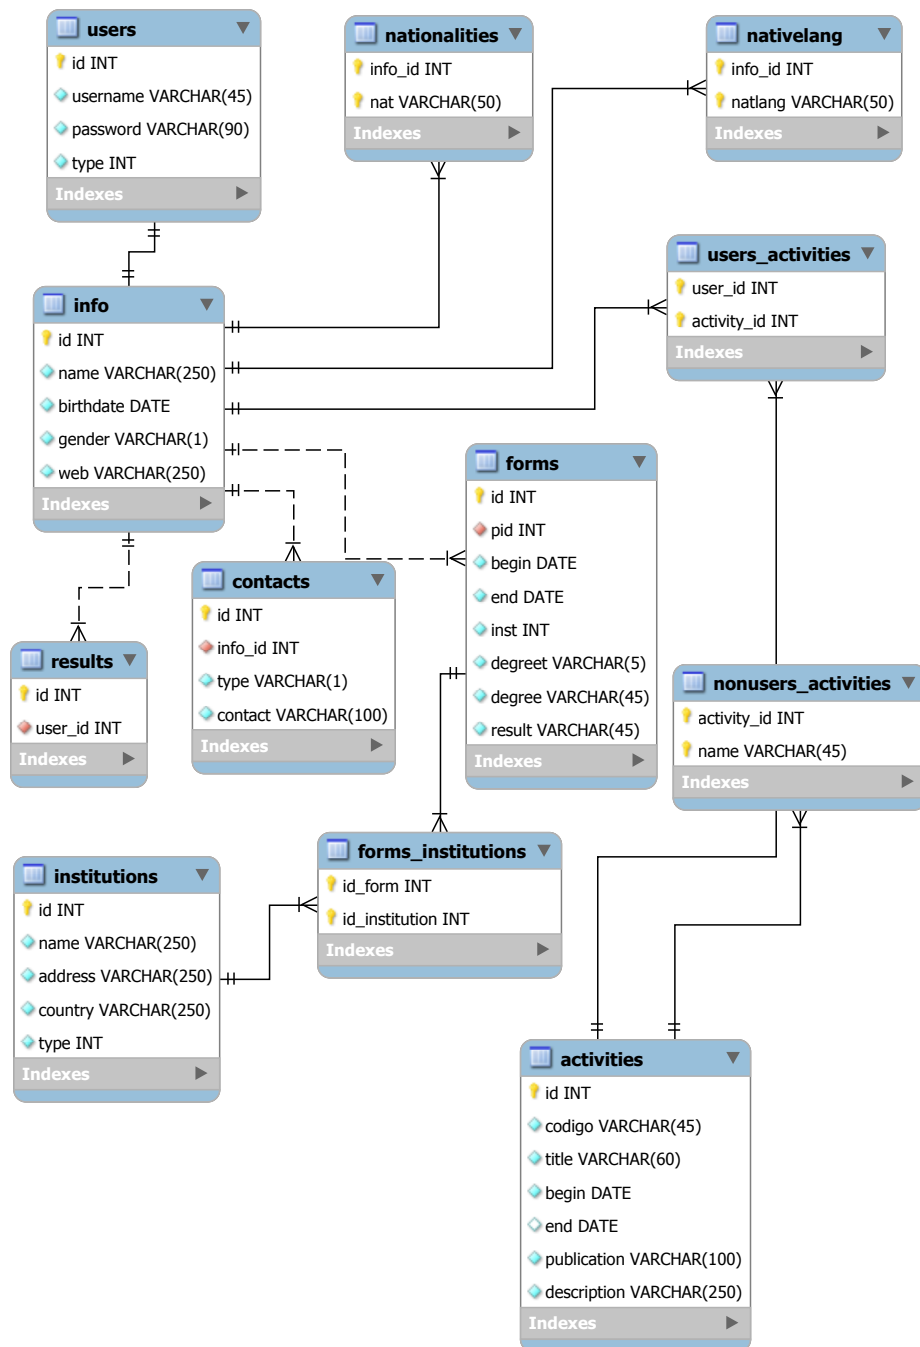 users
id INT
username VARCHAR(45)
password VARCHAR(90)
type INT
Indexes
nationalities
info_id INT
nat VARCHAR(50)
Indexes
nativelang
info_id INT
natlang VARCHAR(50)
Indexes
users_activities
user_id INT
activity_id INT
Indexes
info
id INT
name VARCHAR(250)
birthdate DATE
gender VARCHAR(1)
web VARCHAR(250)
Indexes
forms
id INT
pid INT
begin DATE
end DATE
inst INT
degreet VARCHAR(5)
degree VARCHAR(45)
result VARCHAR(45)
Indexes
contacts
id INT
info_id INT
type VARCHAR(1)
contact VARCHAR(100)
Indexes
results
id INT
user_id INT
Indexes
nonusers_activities
activity_id INT
name VARCHAR(45)
Indexes
forms_institutions
id_form INT
id_institution INT
Indexes
institutions
id INT
name VARCHAR(250)
address VARCHAR(250)
country VARCHAR(250)
type INT
Indexes
activities
id INT
codigo VARCHAR(45)
title VARCHAR(60)
begin DATE
end DATE
publication VARCHAR(100)
description VARCHAR(250)
Indexes